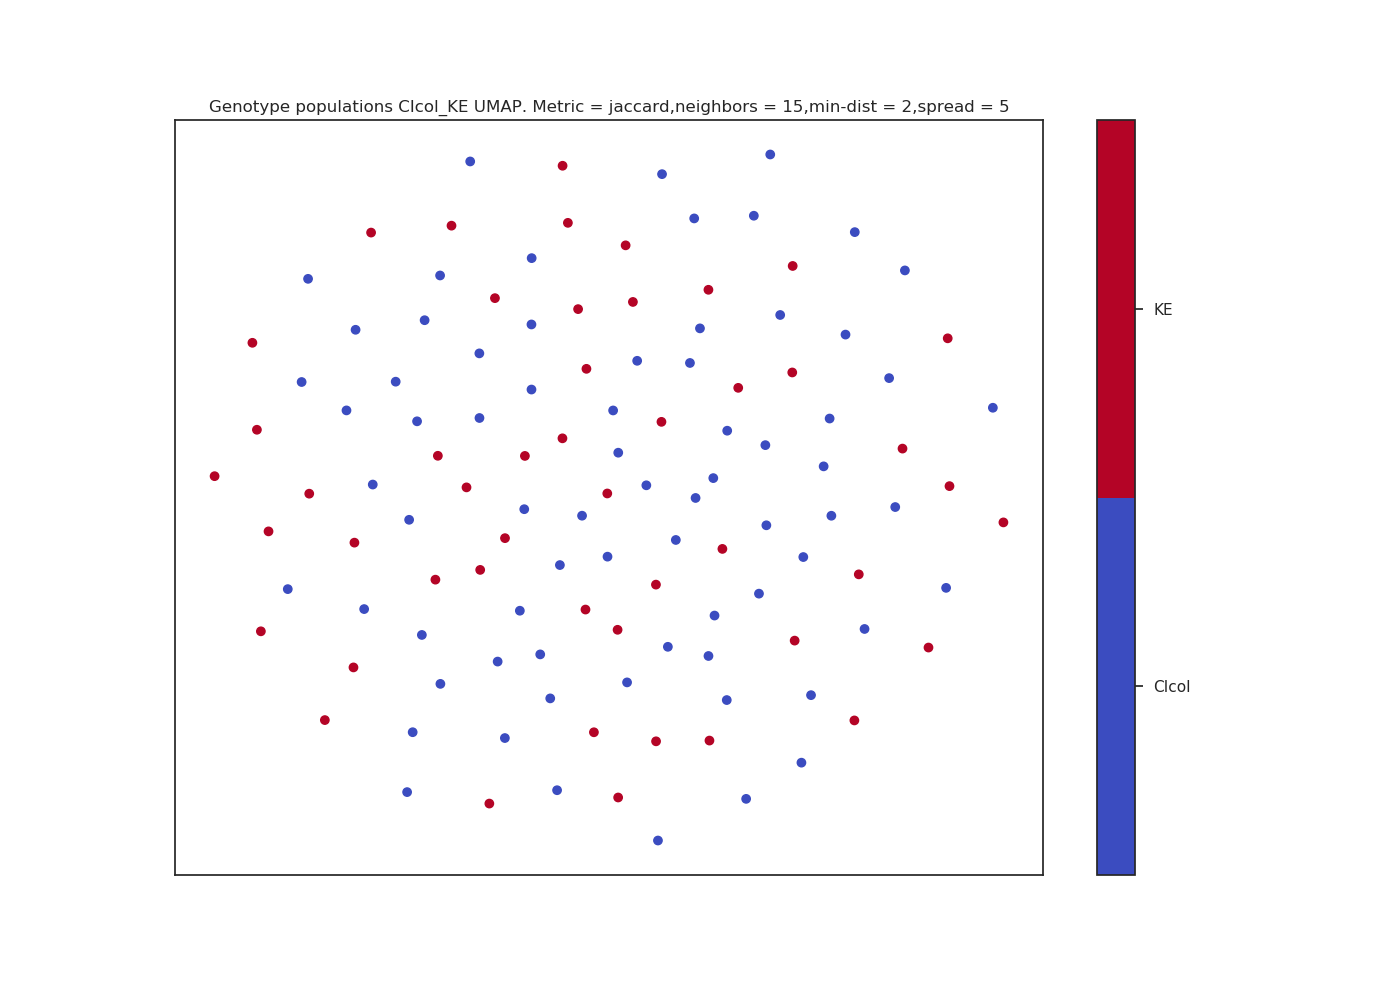 Genotype populations Clcol_KE UMAP. Metric = jaccard,neighbors = 15,min-dist = 2,spread = 5
KE
Clcol